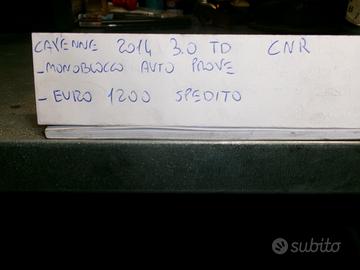 CAYENNE 2014 3.0 TD CNR
- MONOBLOCCO AUTO PROVE
- EURO 1200 SPEDITO
subito